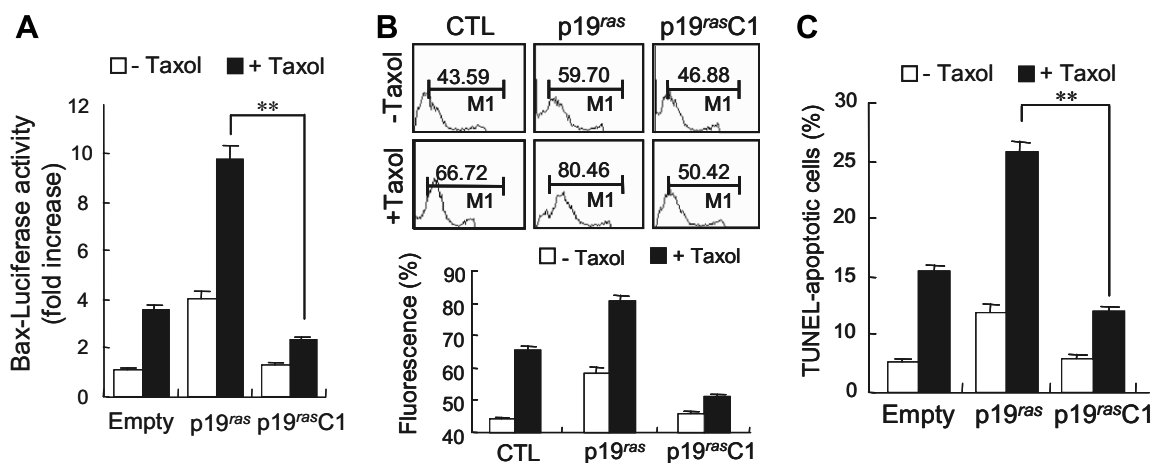 A
- Taxol + Taxol
Bax-Luciferase activity
(fold increase)
12
10
8
6
4
2
0
**
Empty p19ras p19rasC1
B
CTL p19ras p19rasC1
-Taxol
43.59 59.70 46.88
M1 M1 M1
+Taxol
66.72 80.46 50.42
M1 M1 M1
- Taxol + Taxol
Fluorescence (%)
90
80
70
60
50
40
CTL p19ras p19rasC1
C
- Taxol + Taxol
TUNEL-apoptotic cells (%)
30
25
20
15
10
0
**
Empty p19ras p19rasC1